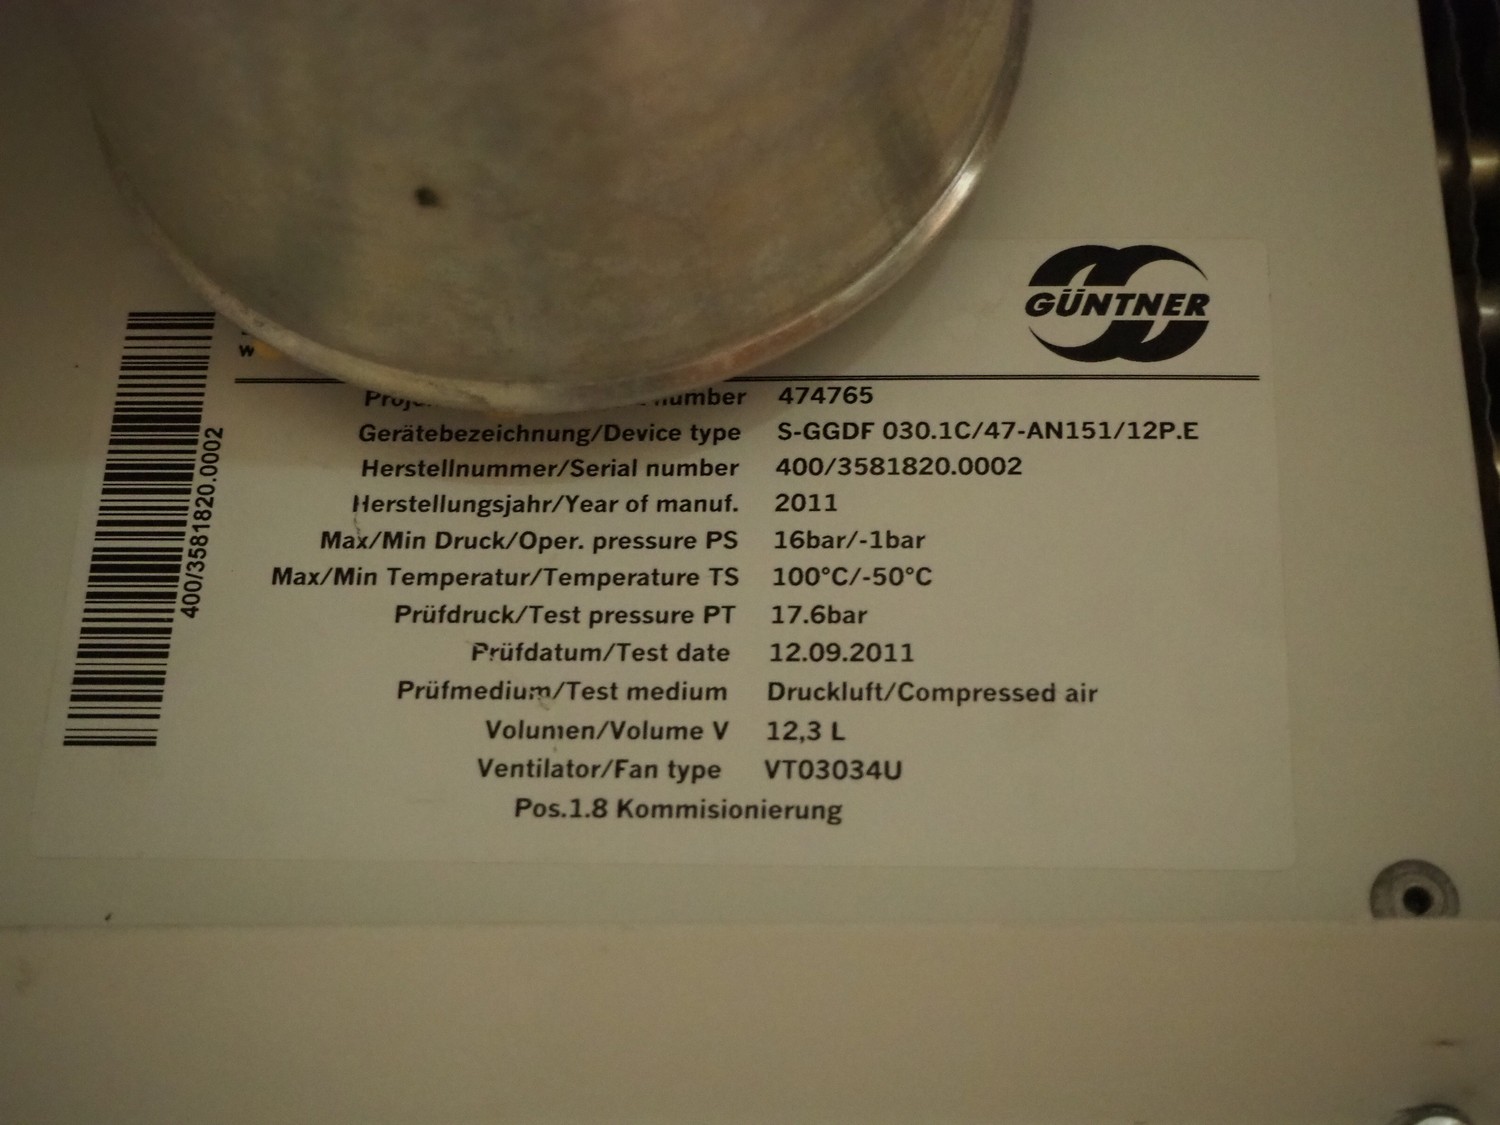 GÜNTNER
number 474765
Gerätebezeichnung/Device type S-GGDF 030.1C/47-AN151/12P.E
Herstellnummer/Serial number 400/3581820.0002
Herstellungsjahr/Year of manuf. 2011
Max/Min Druck/Oper. pressure PS 16bar/-1bar
Max/Min Temperatur/Temperature TS 100°C/-50°C
Prüfdruck/Test pressure PT 17.6bar
Prüfdatum/Test date 12.09.2011
Prüfmedium/Test medium Druckluft/Compressed air
Volumen/Volume V 12,3 L
Ventilator/Fan type VT03034U
Pos.1.8 Kommisionierung
400/3581820.0002